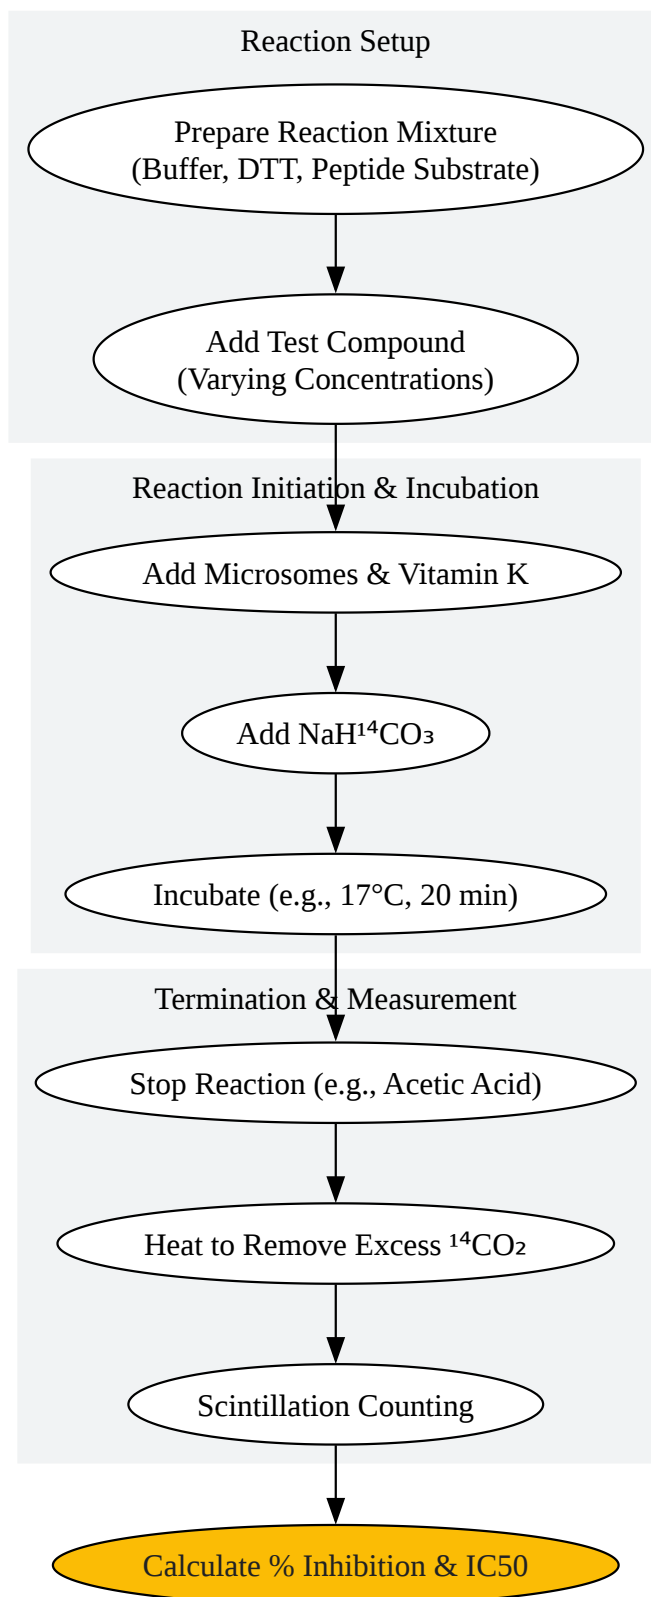 Reaction Setup
Prepare Reaction Mixture
(Buffer, DTT, Peptide Substrate)
Add Test Compound
(Varying Concentrations)
Reaction Initiation & Incubation
Add Microsomes & Vitamin K
Add NaH¹⁴CO₃
Incubate (e.g., 17°C, 20 min)
Termination & Measurement
Stop Reaction (e.g., Acetic Acid)
Heat to Remove Excess ¹⁴CO₂
Scintillation Counting
Calculate % Inhibition & IC50